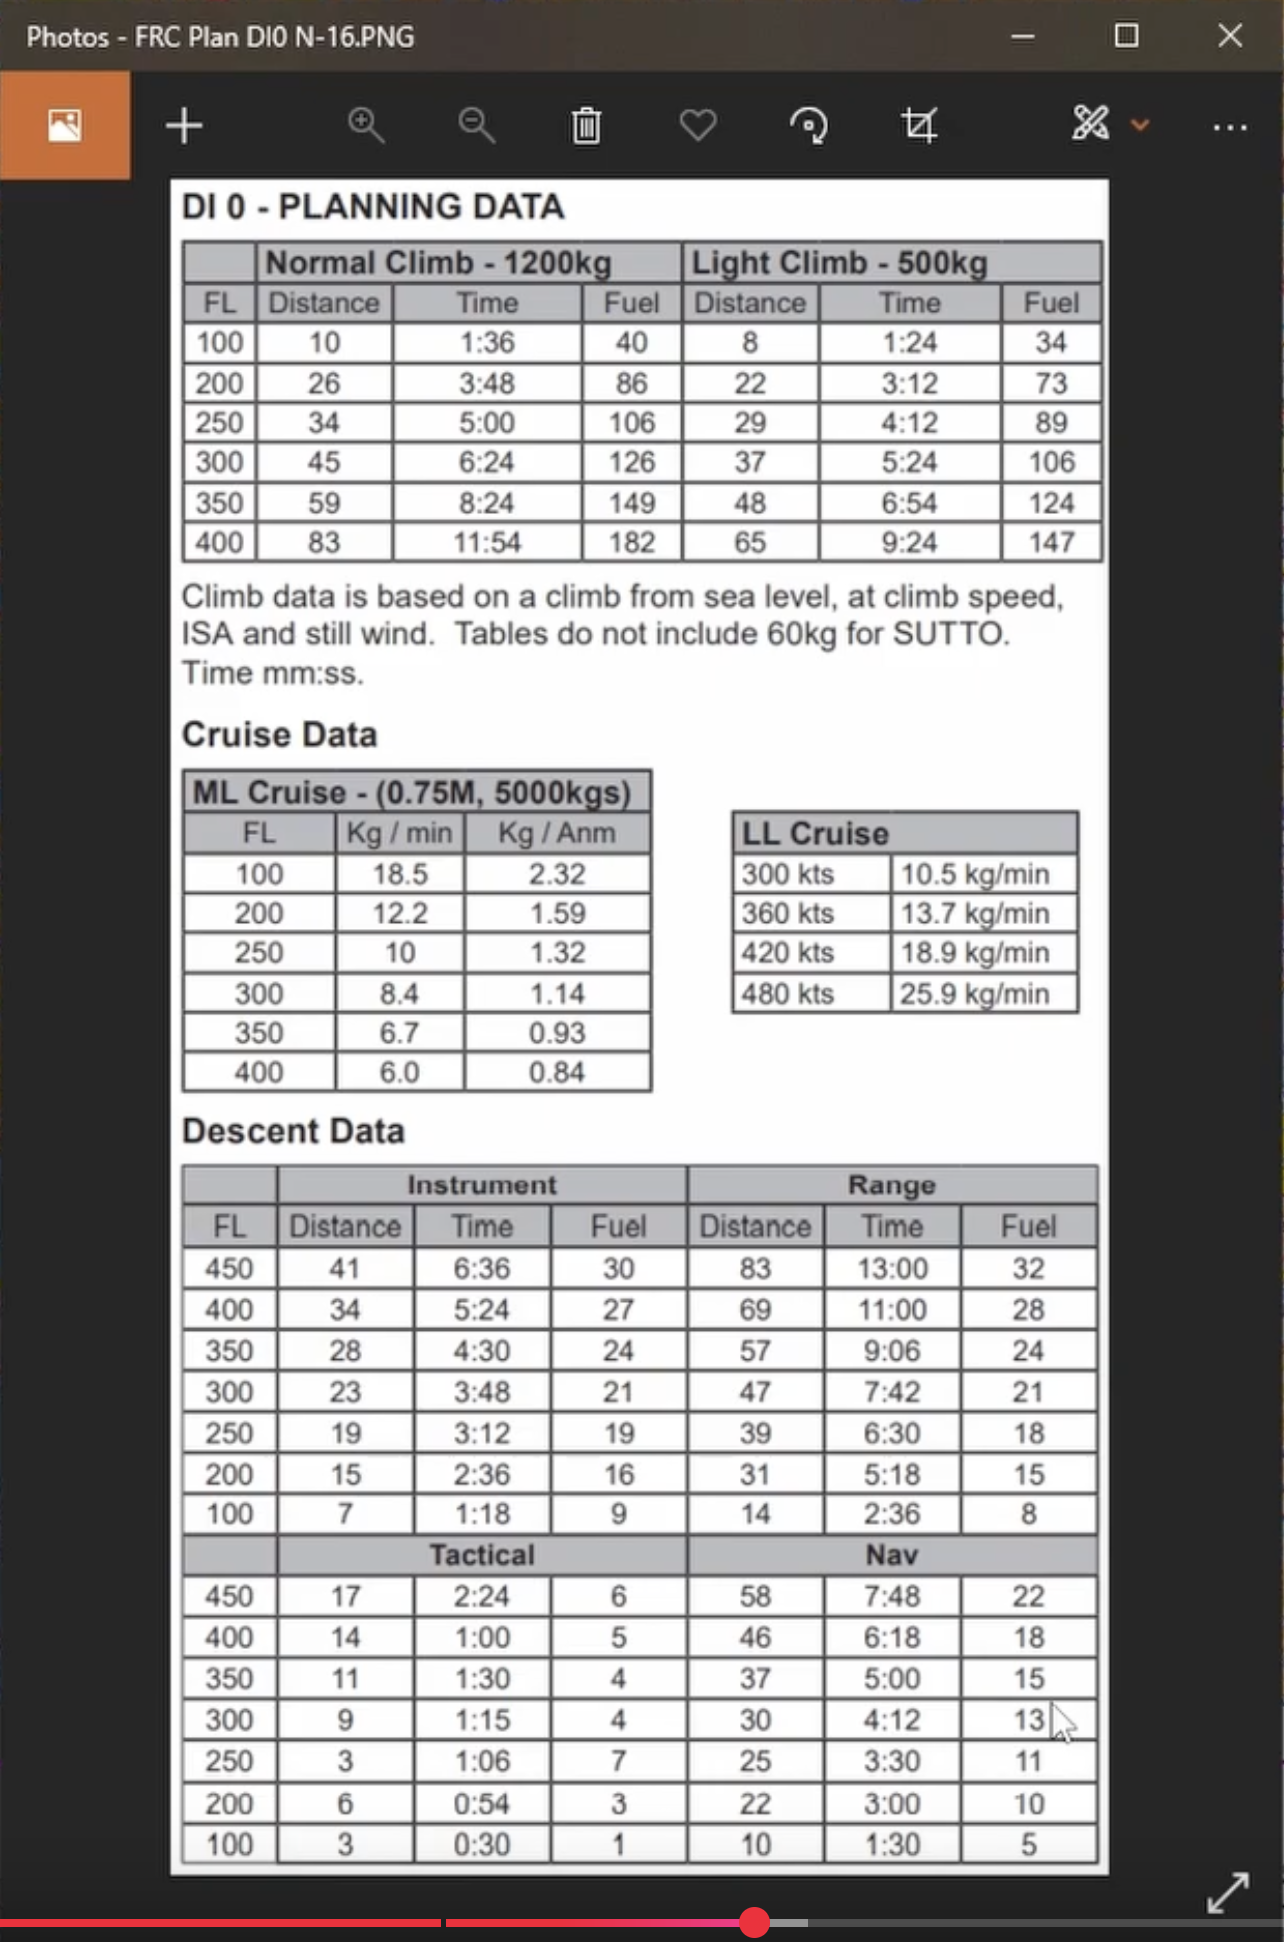 Photos - FRC Plan DI0 N-16.PNG
DI 0 - PLANNING DATA
Normal Climb - 1200kg Light Climb - 500kg
FL Distance Time Fuel Distance Time Fuel
100 10 1:36 40 8 1:24 34
200 26 3:48 86 22 3:12 73
250 34 5:00 106 29 4:12 89
300 45 6:24 126 37 5:24 106
350 59 8:24 149 48 6:54 124
400 83 11:54 182 65 9:24 147
Climb data is based on a climb from sea level, at climb speed,
ISA and still wind. Tables do not include 60kg for SUTTO.
Time mm:ss.
Cruise Data
ML Cruise - (0.75M, 5000kgs)
FL Kg / min Kg / Anm
100 18.5 2.32
200 12.2 1.59
250 10 1.32
300 8.4 1.14
350 6.7 0.93
400 6.0 0.84
LL Cruise
300 kts 10.5 kg/min
360 kts 13.7 kg/min
420 kts 18.9 kg/min
480 kts 25.9 kg/min
Descent Data
Instrument Range
FL Distance Time Fuel Distance Time Fuel
450 41 6:36 30 83 13:00 32
400 34 5:24 27 69 11:00 28
350 28 4:30 24 57 9:06 24
300 23 3:48 21 47 7:42 21
250 19 3:12 19 39 6:30 18
200 15 2:36 16 31 5:18 15
100 7 1:18 9 14 2:36 8
Tactical Nav
450 17 2:24 6 58 7:48 22
400 14 1:00 5 46 6:18 18
350 11 1:30 4 37 5:00 15
300 9 1:15 4 30 4:12 13
250 3 1:06 7 25 3:30 11
200 6 0:54 3 22 3:00 10
100 3 0:30 1 10 1:30 5